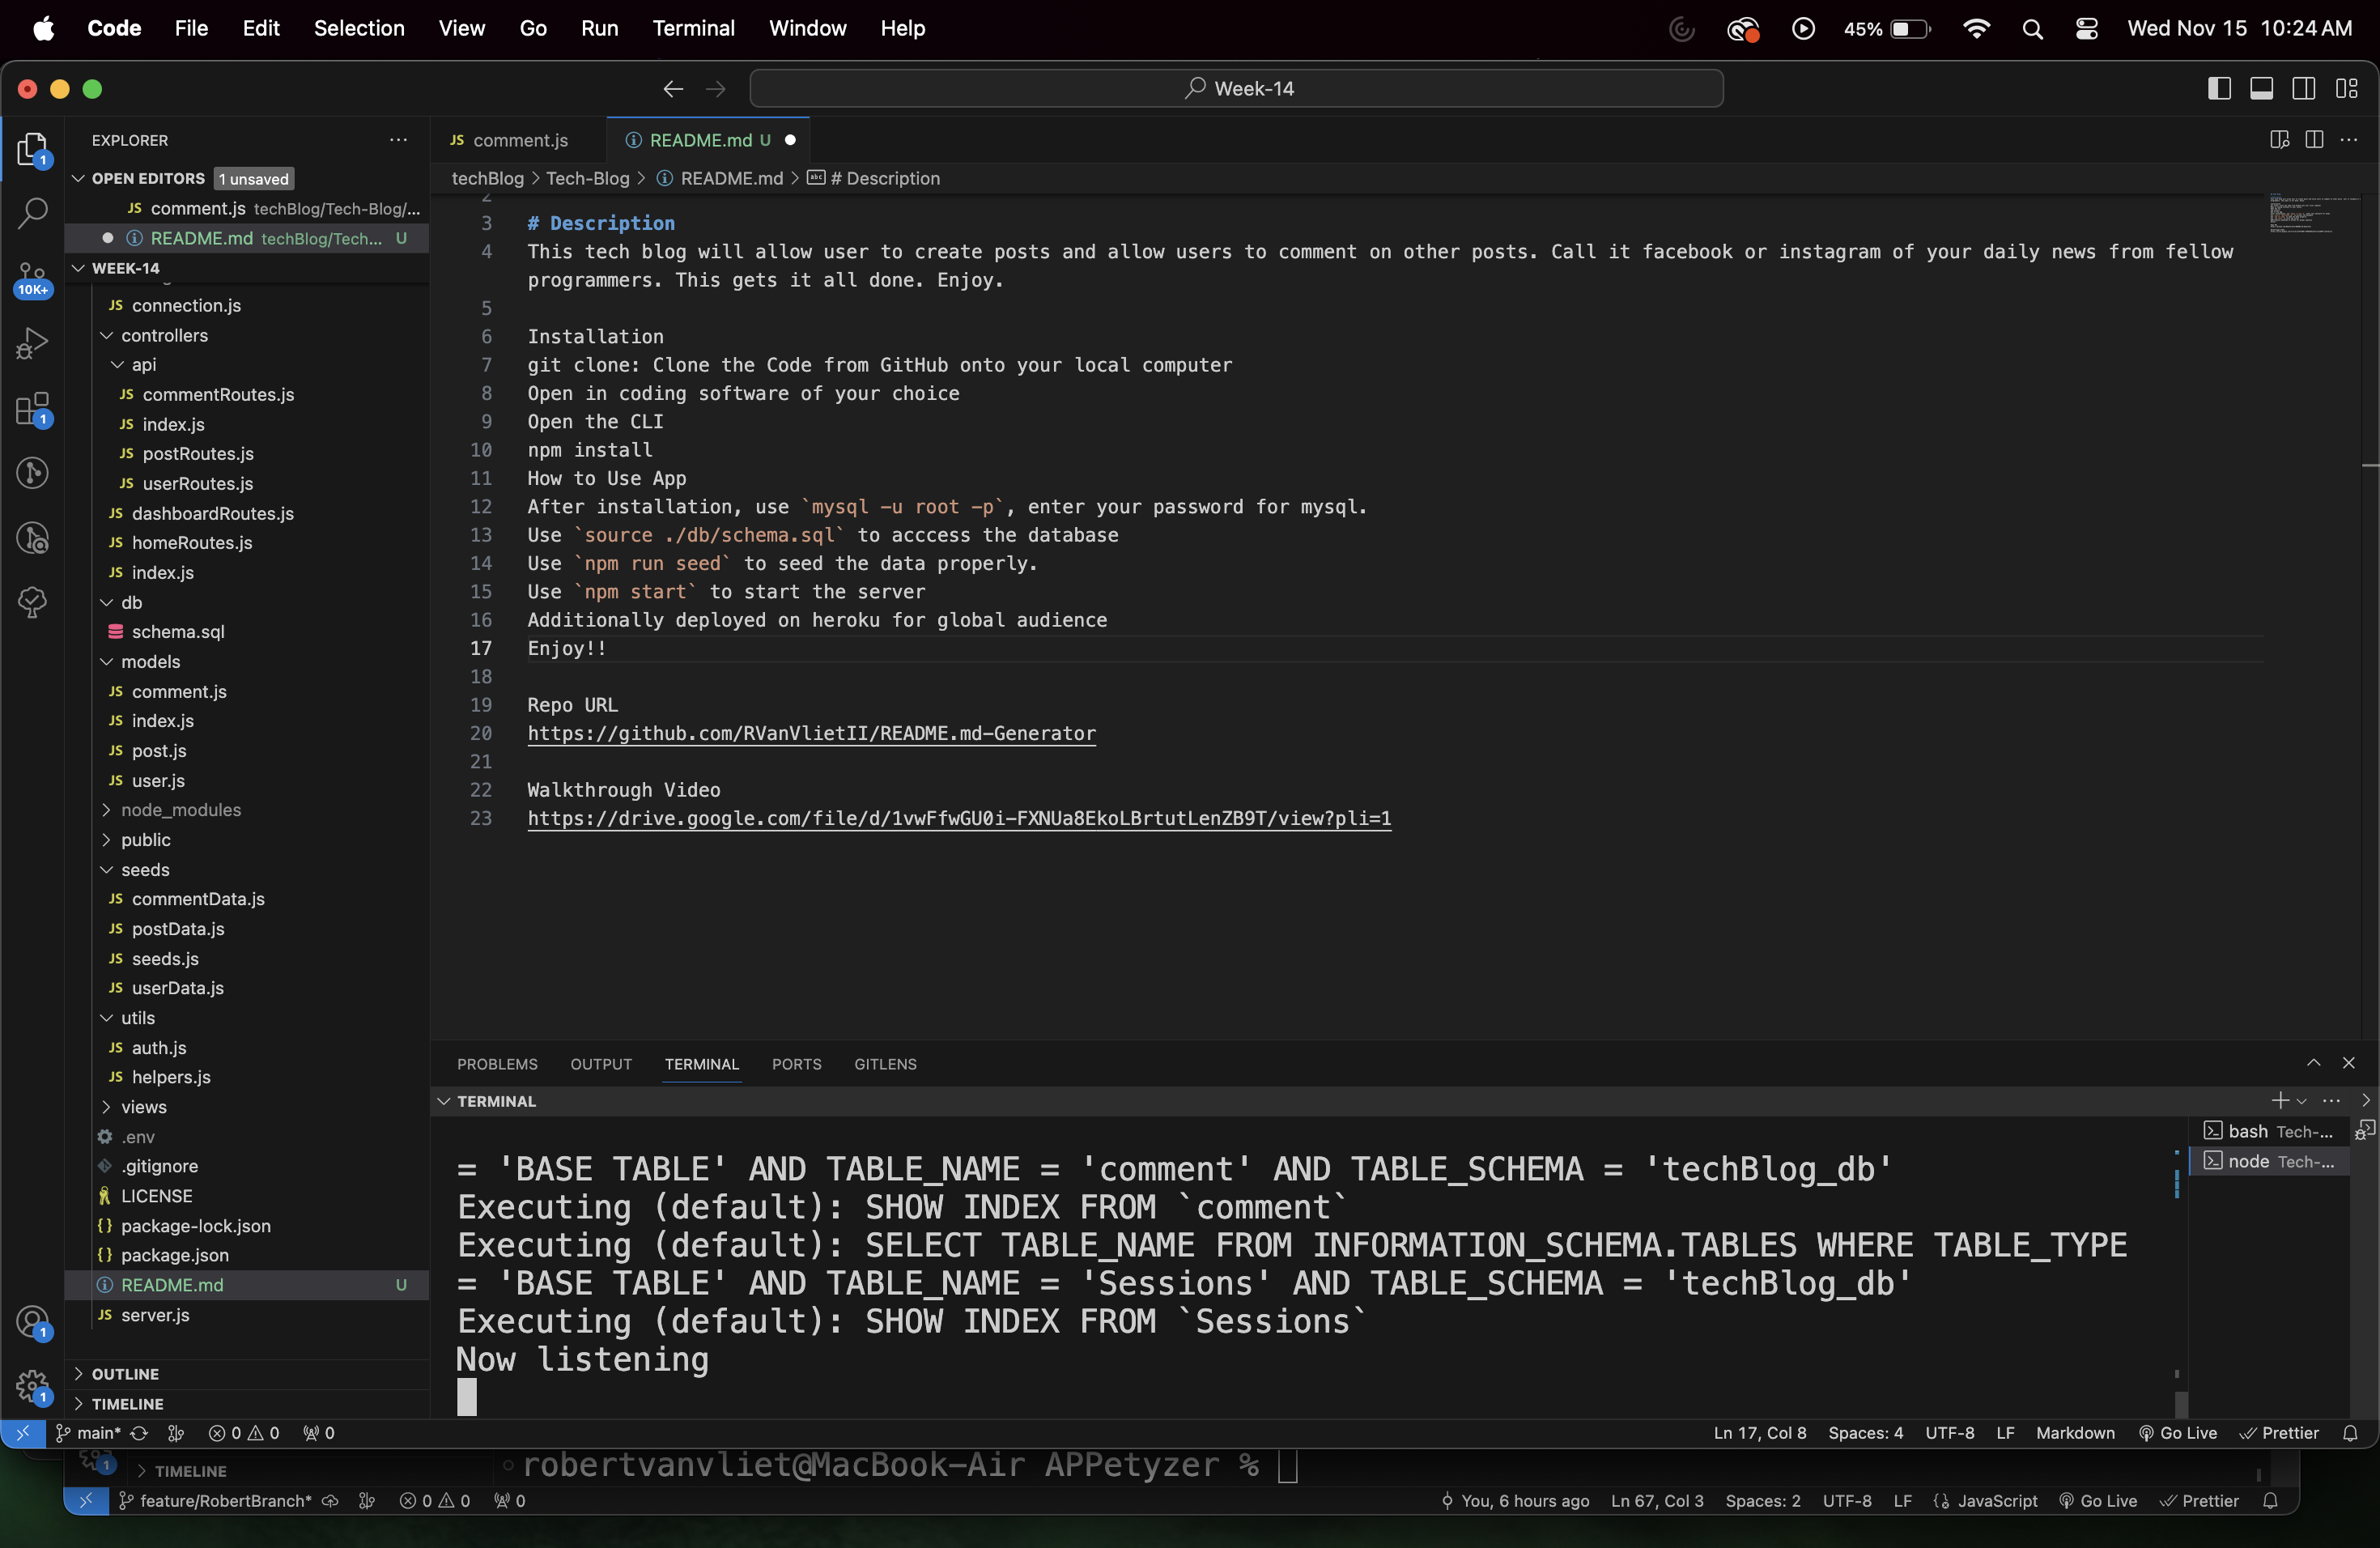 Code File Edit Selection View Go Run Terminal Window Help 45% Wed Nov 15 10:24 AM
Week-14
EXPLORER
OPEN EDITORS 1 unsaved
JS comment.js techBlog/Tech-Blog/...
README.md techBlog/Tech... U
WEEK-14
JS connection.js
controllers
api
JS commentRoutes.js
JS index.js
JS postRoutes.js
JS userRoutes.js
JS dashboardRoutes.js
JS homeRoutes.js
JS index.js
db
schema.sql
models
JS comment.js
JS index.js
JS post.js
JS user.js
node_modules
public
seeds
JS commentData.js
JS postData.js
JS seeds.js
JS userData.js
utils
JS auth.js
JS helpers.js
views
.env
.gitignore
LICENSE
{} package-lock.json
{} package.json
README.md U
JS server.js
OUTLINE
TIMELINE
1
10K+
1
1
1
JS comment.js README.md U
techBlog > Tech-Blog > README.md > # Description
2
3 # Description
4 This tech blog will allow user to create posts and allow users to comment on other posts. Call it facebook or instagram of your daily news from fellow
programmers. This gets it all done. Enjoy.
5
6 Installation
7 git clone: Clone the Code from GitHub onto your local computer
8 Open in coding software of your choice
9 Open the CLI
10 npm install
11 How to Use App
12 After installation, use `mysql -u root -p`, enter your password for mysql.
13 Use `source ./db/schema.sql` to acccess the database
14 Use `npm run seed` to seed the data properly.
15 Use `npm start` to start the server
16 Additionally deployed on heroku for global audience
17 Enjoy!!
18
19 Repo URL
20 https://github.com/RVanVlietII/README.md-Generator
21
22 Walkthrough Video
23 https://drive.google.com/file/d/1vwFfwGU0i-FXNUa8EkoLBrtutLenZB9T/view?pli=1
PROBLEMS OUTPUT TERMINAL PORTS GITLENS
TERMINAL
bash Tech-...
node Tech-...
= 'BASE TABLE' AND TABLE_NAME = 'comment' AND TABLE_SCHEMA = 'techBlog_db'
Executing (default): SHOW INDEX FROM `comment`
Executing (default): SELECT TABLE_NAME FROM INFORMATION_SCHEMA.TABLES WHERE TABLE_TYPE
= 'BASE TABLE' AND TABLE_NAME = 'Sessions' AND TABLE_SCHEMA = 'techBlog_db'
Executing (default): SHOW INDEX FROM `Sessions`
Now listening
main* 0 0 0 Ln 17, Col 8 Spaces: 4 UTF-8 LF Markdown Go Live Prettier
1 TIMELINE robertvanvliet@MacBook-Air APPetyzer %
feature/RobertBranch* 0 0 0 You, 6 hours ago Ln 67, Col 3 Spaces: 2 UTF-8 LF {} JavaScript Go Live Prettier